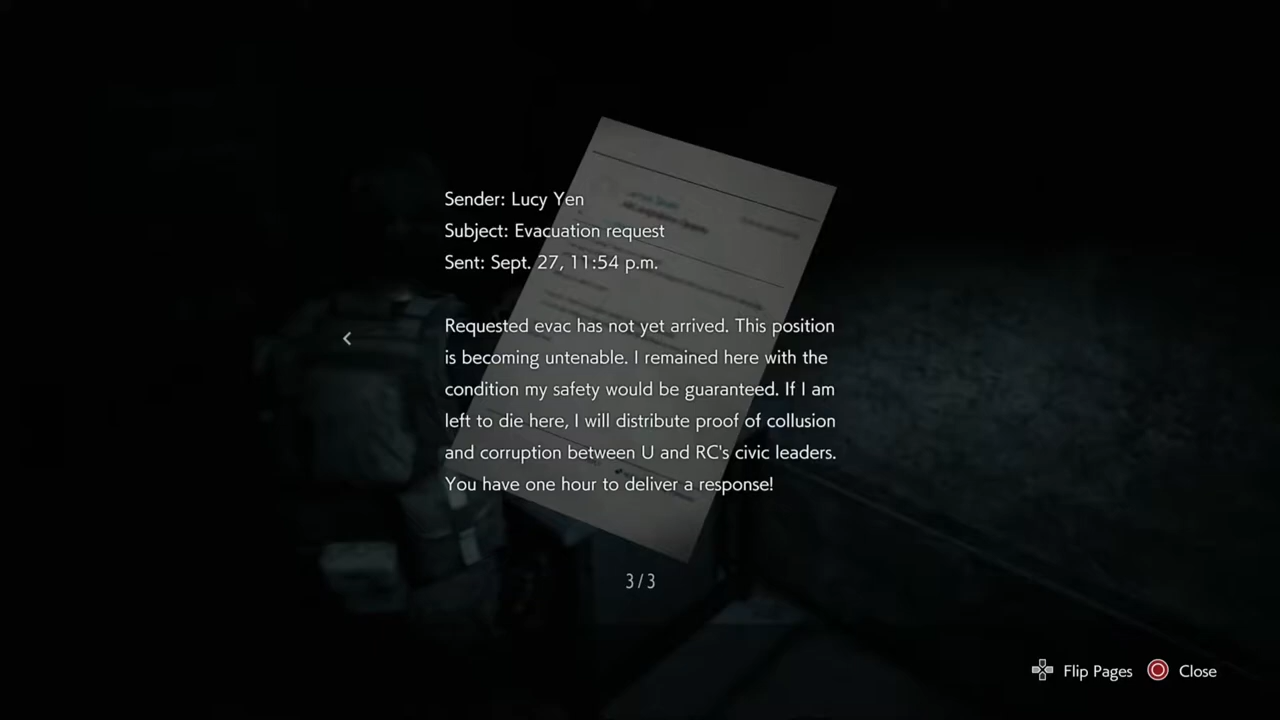 Sender: Lucy Yen
Subject: Evacuation request
Sent: Sept. 27, 11:54 p.m.
Requested evac has not yet arrived. This position
is becoming untenable. I remained here with the
condition my safety would be guaranteed. If I am
left to die here, I will distribute proof of collusion
and corruption between U and RC's civic leaders.
You have one hour to deliver a response!
3/3
Flip Pages Close